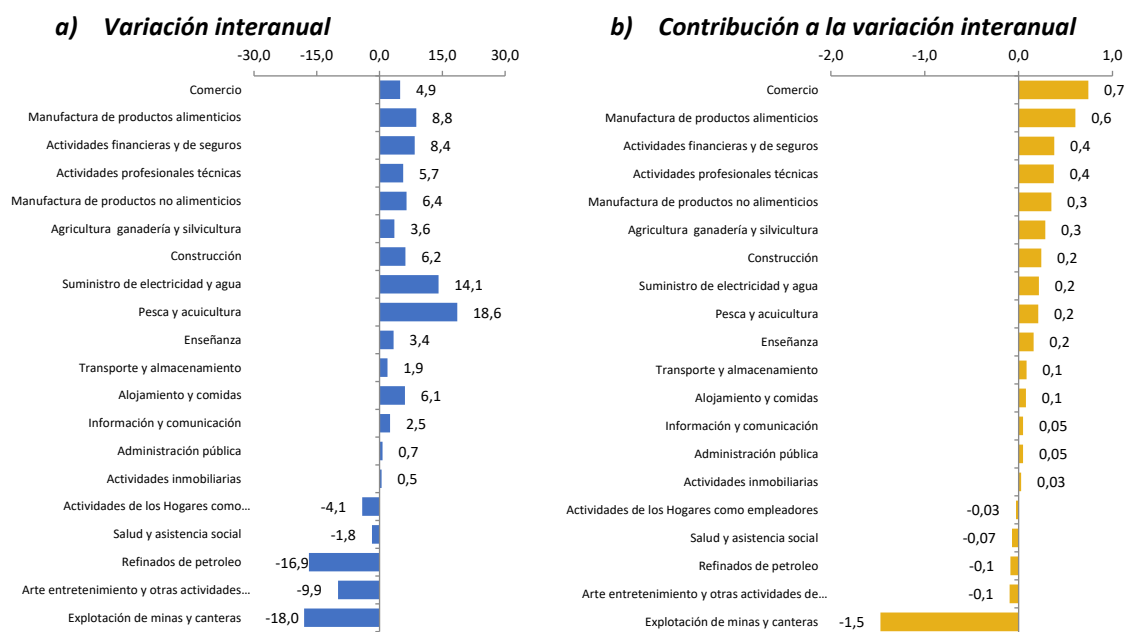 a) Variación interanual
-30,0 -15,0 0,0 15,0 30,0
Comercio 4,9
Manufactura de productos alimenticios 8,8
Actividades financieras y de seguros 8,4
Actividades profesionales técnicas 5,7
Manufactura de productos no alimenticios 6,4
Agricultura ganadería y silvicultura 3,6
Construcción 6,2
Suministro de electricidad y agua 14,1
Pesca y acuicultura 18,6
Enseñanza 3,4
Transporte y almacenamiento 1,9
Alojamiento y comidas 6,1
Información y comunicación 2,5
Administración pública 0,7
Actividades inmobiliarias 0,5
Actividades de los Hogares como… -4,1
Salud y asistencia social -1,8
Refinados de petroleo -16,9
Arte entretenimiento y otras actividades… -9,9
Explotación de minas y canteras -18,0
b) Contribución a la variación interanual
-2,0 -1,0 0,0 1,0
Comercio 0,7
Manufactura de productos alimenticios 0,6
Actividades financieras y de seguros 0,4
Actividades profesionales técnicas 0,4
Manufactura de productos no alimenticios 0,3
Agricultura ganadería y silvicultura 0,3
Construcción 0,2
Suministro de electricidad y agua 0,2
Pesca y acuicultura 0,2
Enseñanza 0,2
Transporte y almacenamiento 0,1
Alojamiento y comidas 0,1
Información y comunicación 0,05
Administración pública 0,05
Actividades inmobiliarias 0,03
Actividades de los Hogares como empleadores -0,03
Salud y asistencia social -0,07
Refinados de petroleo -0,1
Arte entretenimiento y otras actividades de… -0,1
Explotación de minas y canteras -1,5